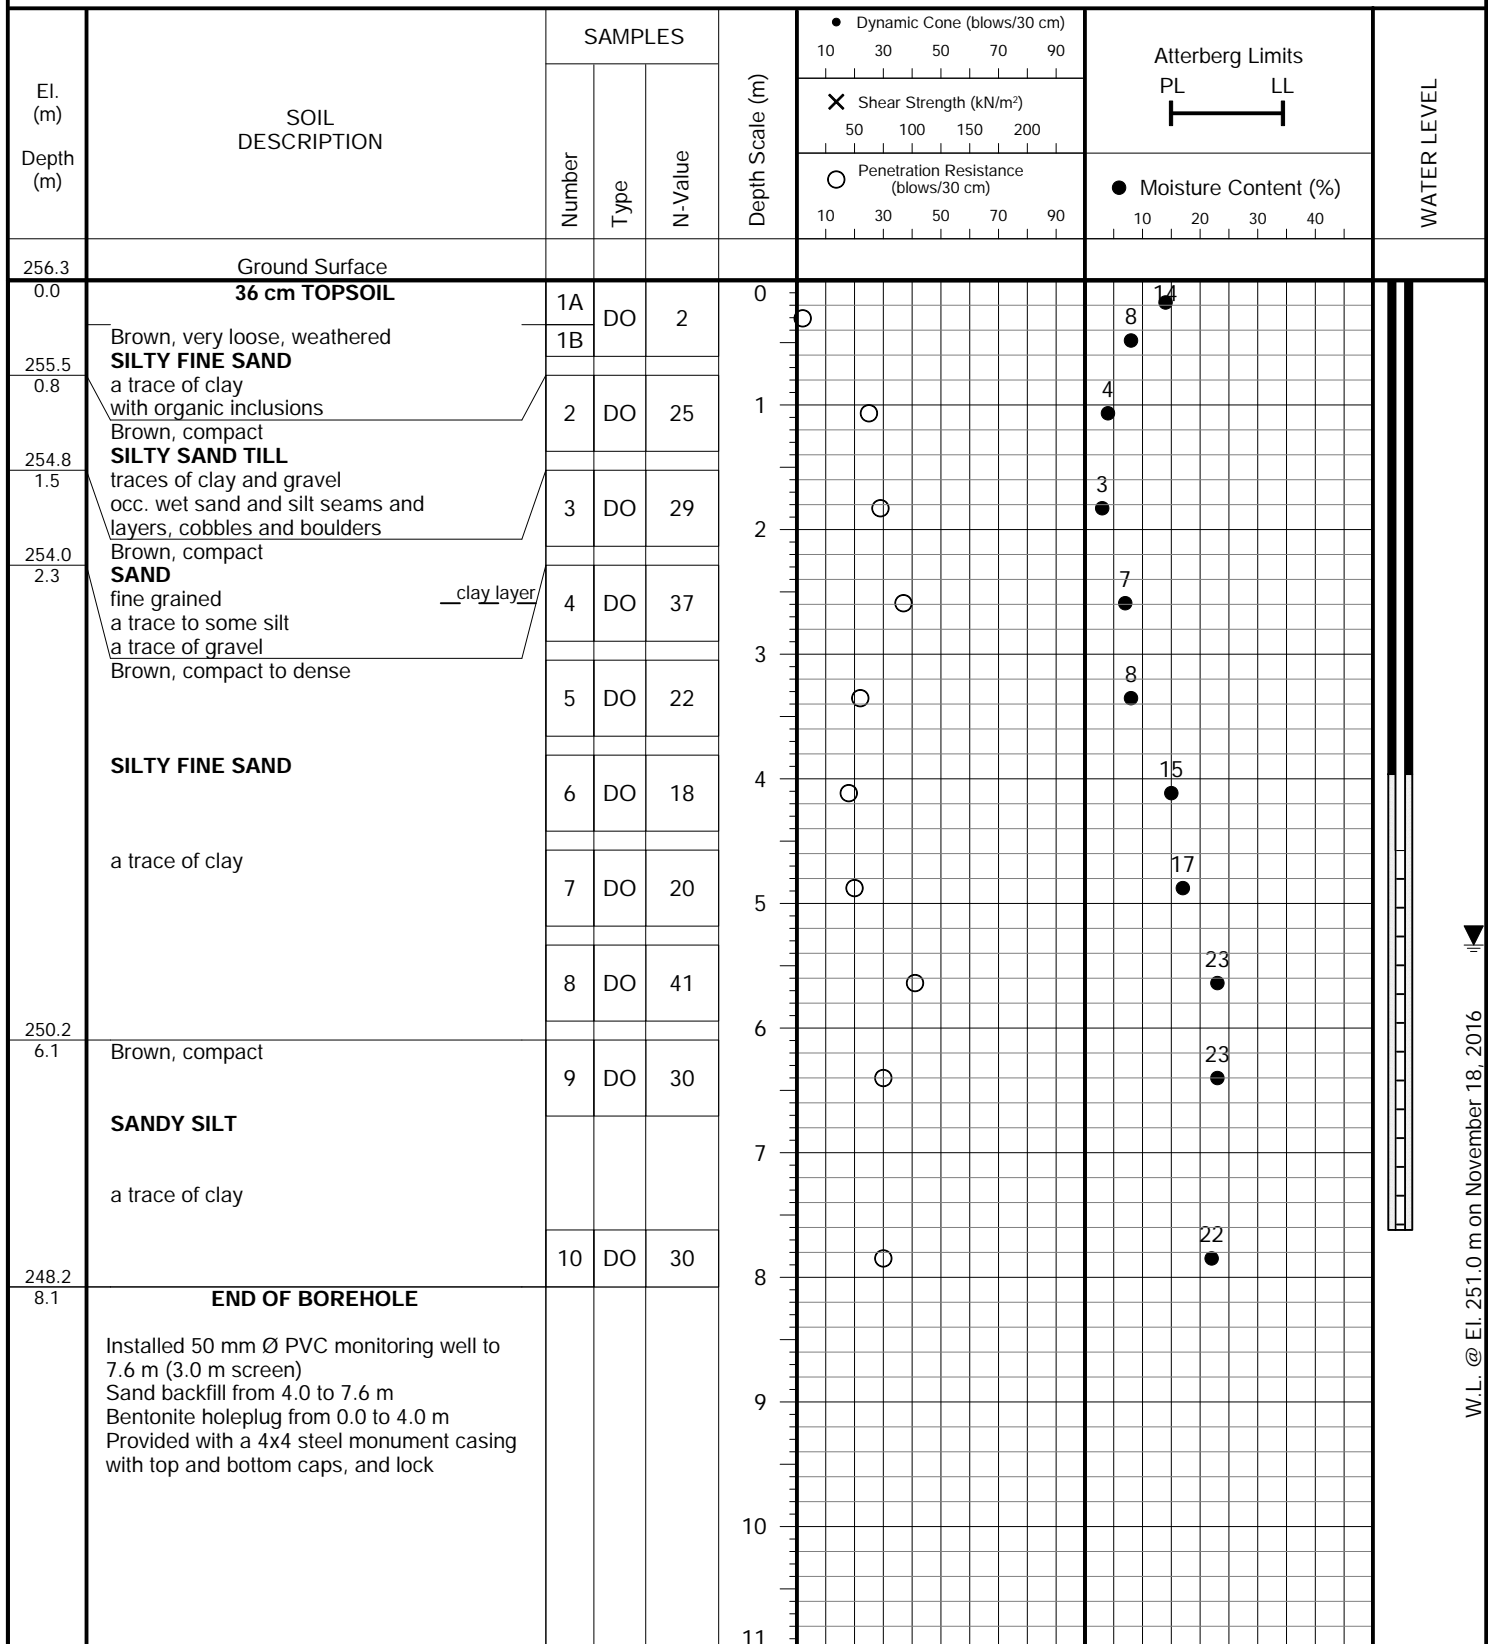 El.
(m)
Depth
(m)
SOIL
DESCRIPTION
SAMPLES
Number
Type
N-Value
Depth Scale (m)
● Dynamic Cone (blows/30 cm)
10 30 50 70 90
✕ Shear Strength (kN/m²)
50 100 150 200
○ Penetration Resistance
(blows/30 cm)
10 30 50 70 90
Atterberg Limits
PL LL
● Moisture Content (%)
10 20 30 40
WATER LEVEL
256.3 Ground Surface
0.0 36 cm TOPSOIL
1A DO 2
1B
Brown, very loose, weathered
255.5 SILTY FINE SAND
0.8 a trace of clay
with organic inclusions
2 DO 25
Brown, compact
254.8 SILTY SAND TILL
1.5 traces of clay and gravel
occ. wet sand and silt seams and
layers, cobbles and boulders
3 DO 29
254.0 Brown, compact
2.3 SAND
fine grained clay layer
a trace to some silt
a trace of gravel
4 DO 37
Brown, compact to dense
5 DO 22
SILTY FINE SAND
6 DO 18
a trace of clay
7 DO 20
8 DO 41
250.2
6.1 Brown, compact
9 DO 30
SANDY SILT
a trace of clay
10 DO 30
248.2
8.1 END OF BOREHOLE
Installed 50 mm Ø PVC monitoring well to
7.6 m (3.0 m screen)
Sand backfill from 4.0 to 7.6 m
Bentonite holeplug from 0.0 to 4.0 m
Provided with a 4x4 steel monument casing
with top and bottom caps, and lock
0
1
2
3
4
5
6
7
8
9
10
11
14
8
4
3
7
8
15
17
23
23
22
W.L. @ El. 251.0 m on November 18, 2016